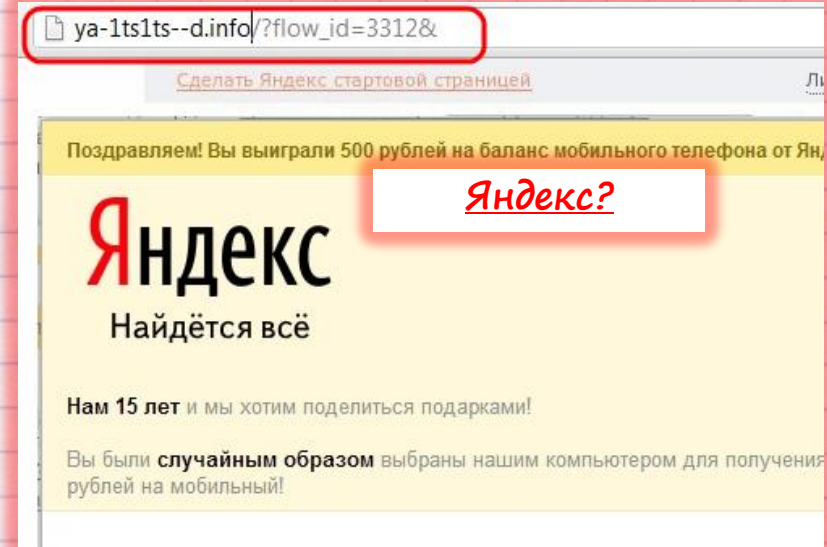 ya-1ts1ts--d.info/?flow_id=3312&
Сделать Яндекс стартовой страницей
Поздравляем! Вы выиграли 500 рублей на баланс мобильного телефона от
Яндекс?
Яндекс
Найдётся всё
Нам 15 лет и мы хотим поделиться подарками!
Вы были случайным образом выбраны нашим компьютером для получения
рублей на мобильный!